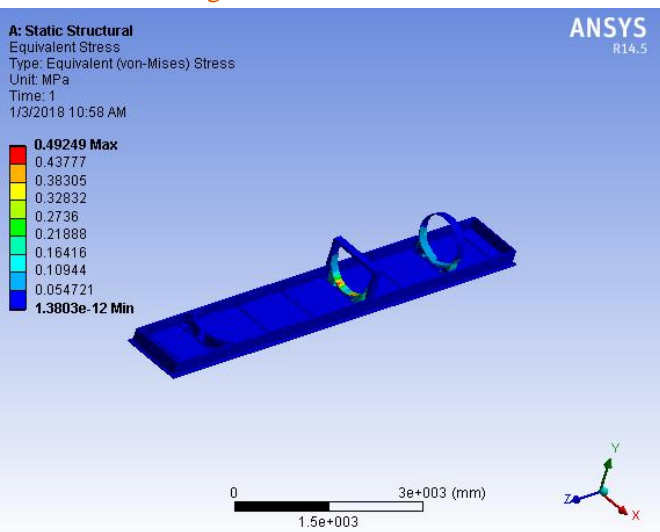 A: Static Structural
Equivalent Stress
Type: Equivalent (von-Mises) Stress
Unit: MPa
Time: 1
1/3/2018 10:58 AM
ANSYS
R14.5
0.49249 Max
0.43777
0.38305
0.32832
0.2736
0.21888
0.16416
0.10944
0.054721
1.3803e-12 Min
Y
Z
X
0
3e+003 (mm)
1.5e+003